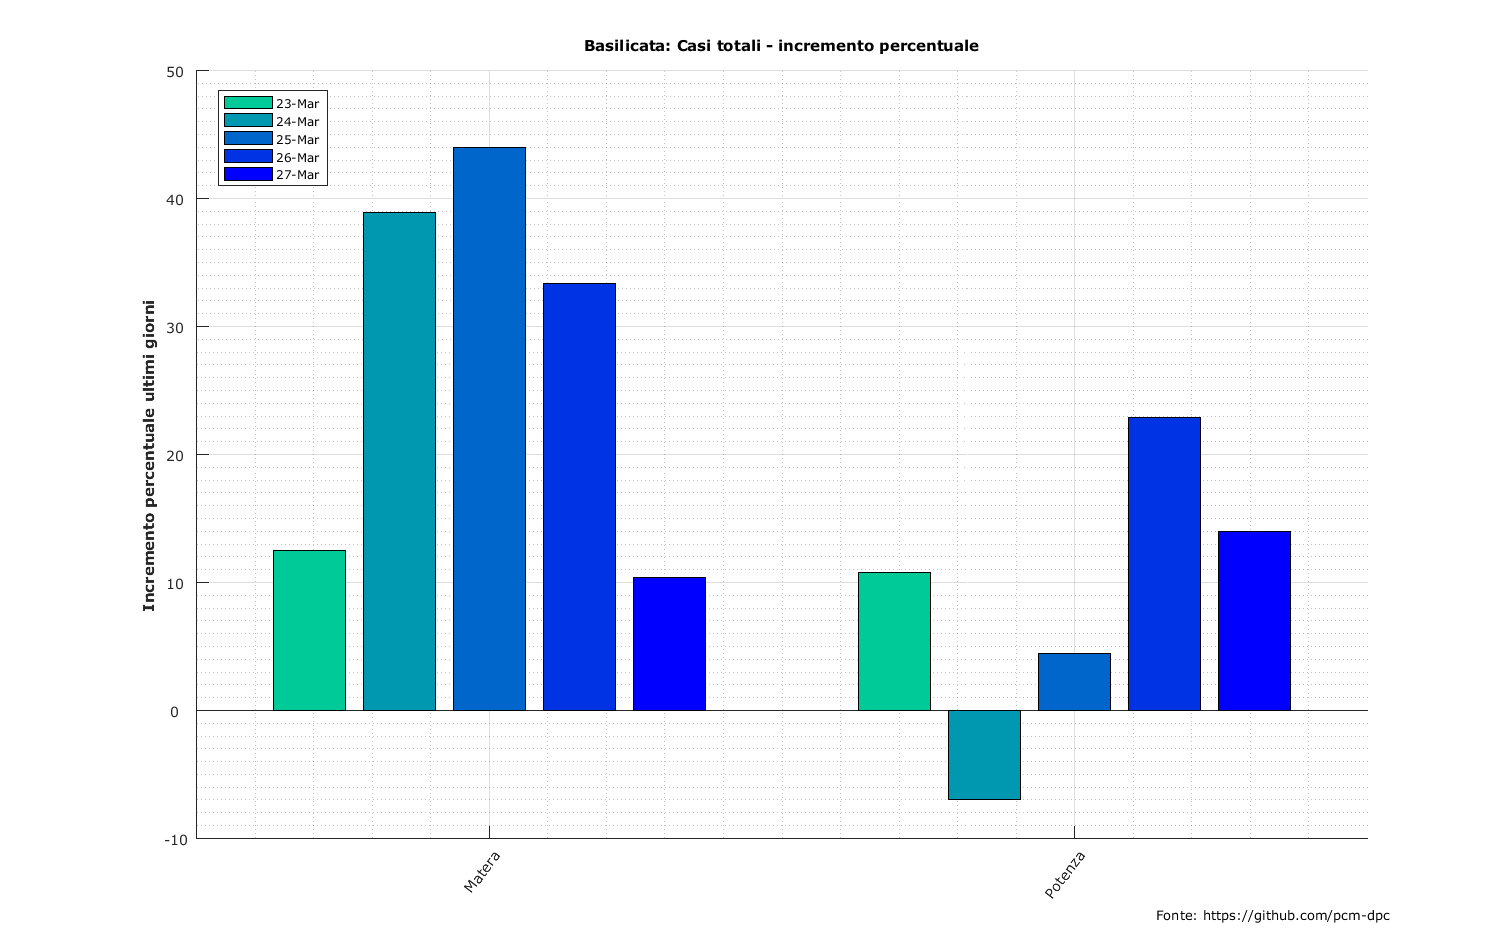 Basilicata: Casi totali - incremento percentuale
50
40
30
20
10
0
-10
Incremento percentuale ultimi giorni
23-Mar
24-Mar
25-Mar
26-Mar
27-Mar
Matera
Potenza
Fonte: https://github.com/pcm-dpc